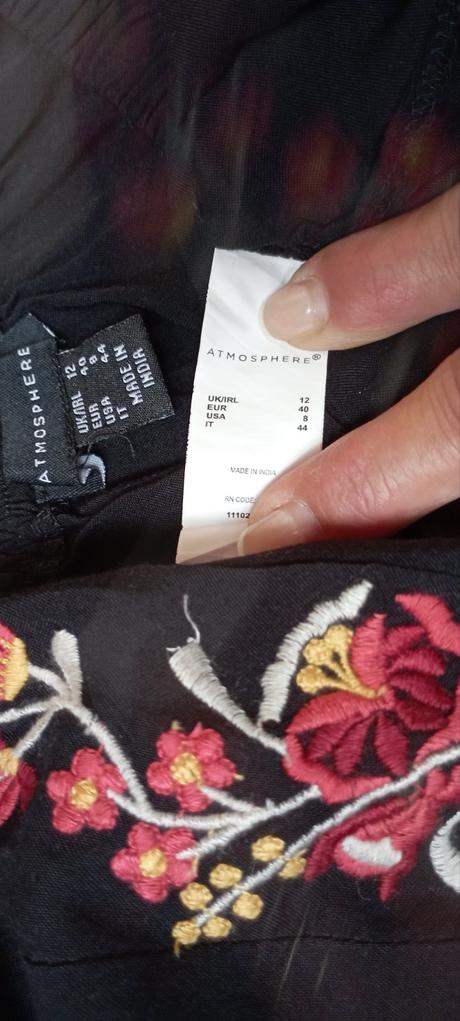 ATMOSPHERE
UK/IRL 12
EUR 40
USA 8
IT 44
MADE IN
INDIA
ATMOSPHERE®
UK/IRL 12
EUR 40
USA 8
IT 44
MADE IN INDIA
RN CODE
11102